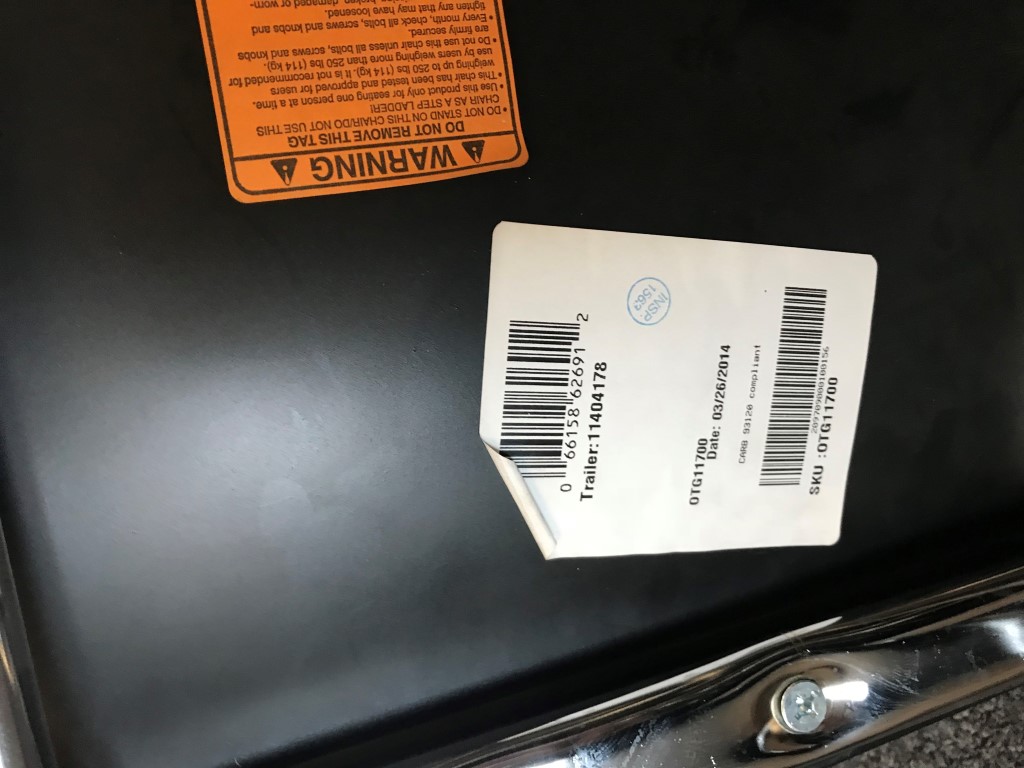 WARNING
DO NOT REMOVE THIS TAG
• DO NOT STAND ON THIS CHAIR/DO NOT USE THIS
CHAIR AS A STEP LADDER!
• Use this product only for seating one person at a time.
• This chair has been tested and approved for users
weighing up to 250 lbs (114 kg). It is not recommended for
use by users weighing more than 250 lbs (114 kg).
• Do not use this chair unless all bolts, screws and knobs
are firmly secured.
• Every month, check all bolts, screws and knobs and
tighten any that may have loosened.
broken, damaged or worn-
0 66158 62691 2
Trailer:11404178
INSP.
OTG11700
Date: 03/26/2014
CARB 93120 compliant
SKU :OTG11700